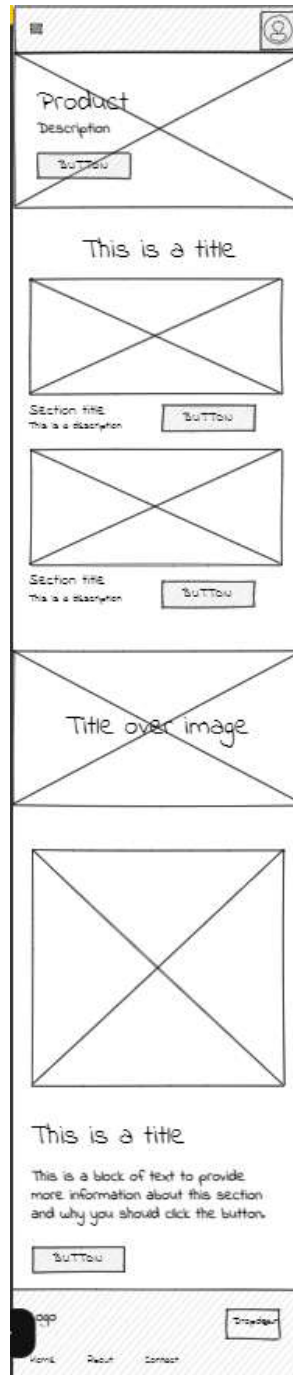 Product
Description
BUTTON
This is a title
Section title
This is a description
BUTTON
Section title
This is a description
BUTTON
Title over image
This is a title
This is a block of text to provide
more information about this section
and why you should click the button.
BUTTON
ogo
Dropdown
Home About Contact